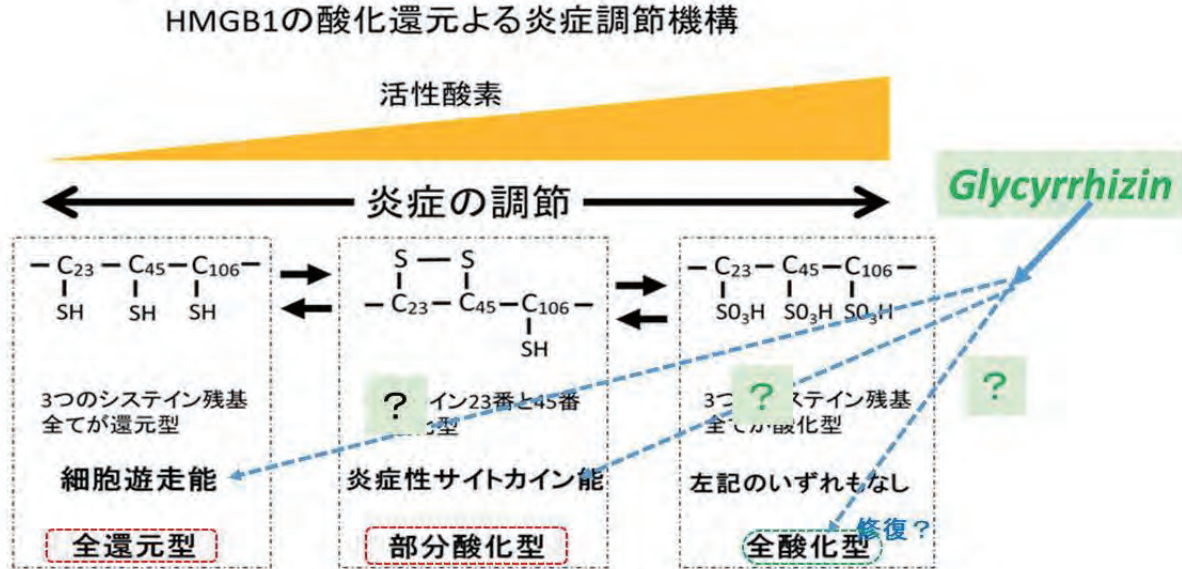 HMGB1の酸化還元よる炎症調節機構
活性酸素
炎症の調節
Glycyrrhizin
— C23 — C45 — C106 —
SH SH SH
S — S
— C23 — C45 — C106 —
SH
— C23 — C45 — C106 —
SO3H SO3H SO3H
3つのシステイン残基
全てが還元型
?
イン23番と45番
化型
?
3つ
ステイン残基
全てが酸化型
?
細胞遊走能
炎症性サイトカイン能
左記のいずれもなし
修復?
全還元型
部分酸化型
全酸化型